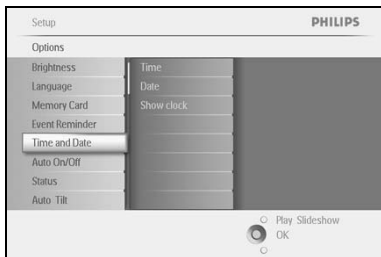 Setup PHILIPS
Options
Brightness Time
Language Date
Memory Card Show clock
Event Reminder
Time and Date
Auto On/Off
Status
Auto Tilt
Play Slideshow
OK